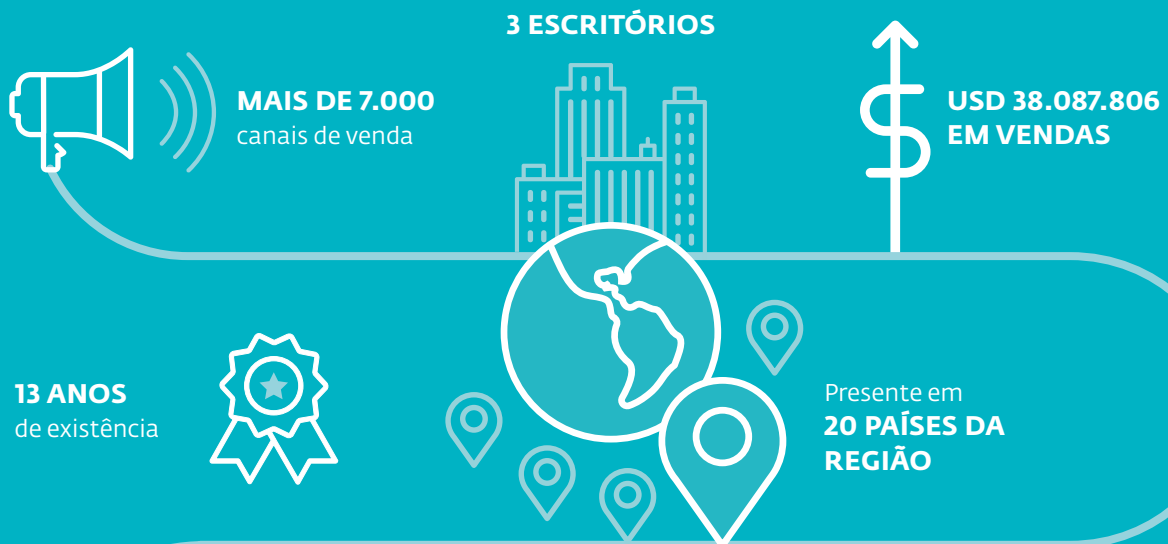 3 ESCRITÓRIOS
MAIS DE 7.000
canais de venda
USD 38.087.806
EM VENDAS
13 ANOS
de existência
Presente em
20 PAÍSES DA
REGIÃO